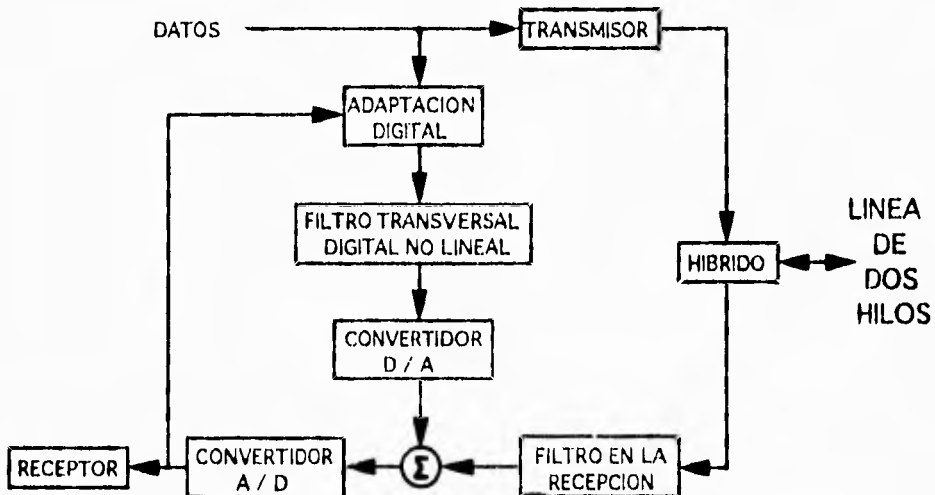 DATOS
TRANSMISOR
ADAPTACION
DIGITAL
FILTRO TRANSVERSAL
DIGITAL NO LINEAL
LINEA
DE
DOS
HILOS
HIBRIDO
CONVERTIDOR
D / A
RECEPTOR
CONVERTIDOR
A / D
Σ
FILTRO EN LA
RECEPCION